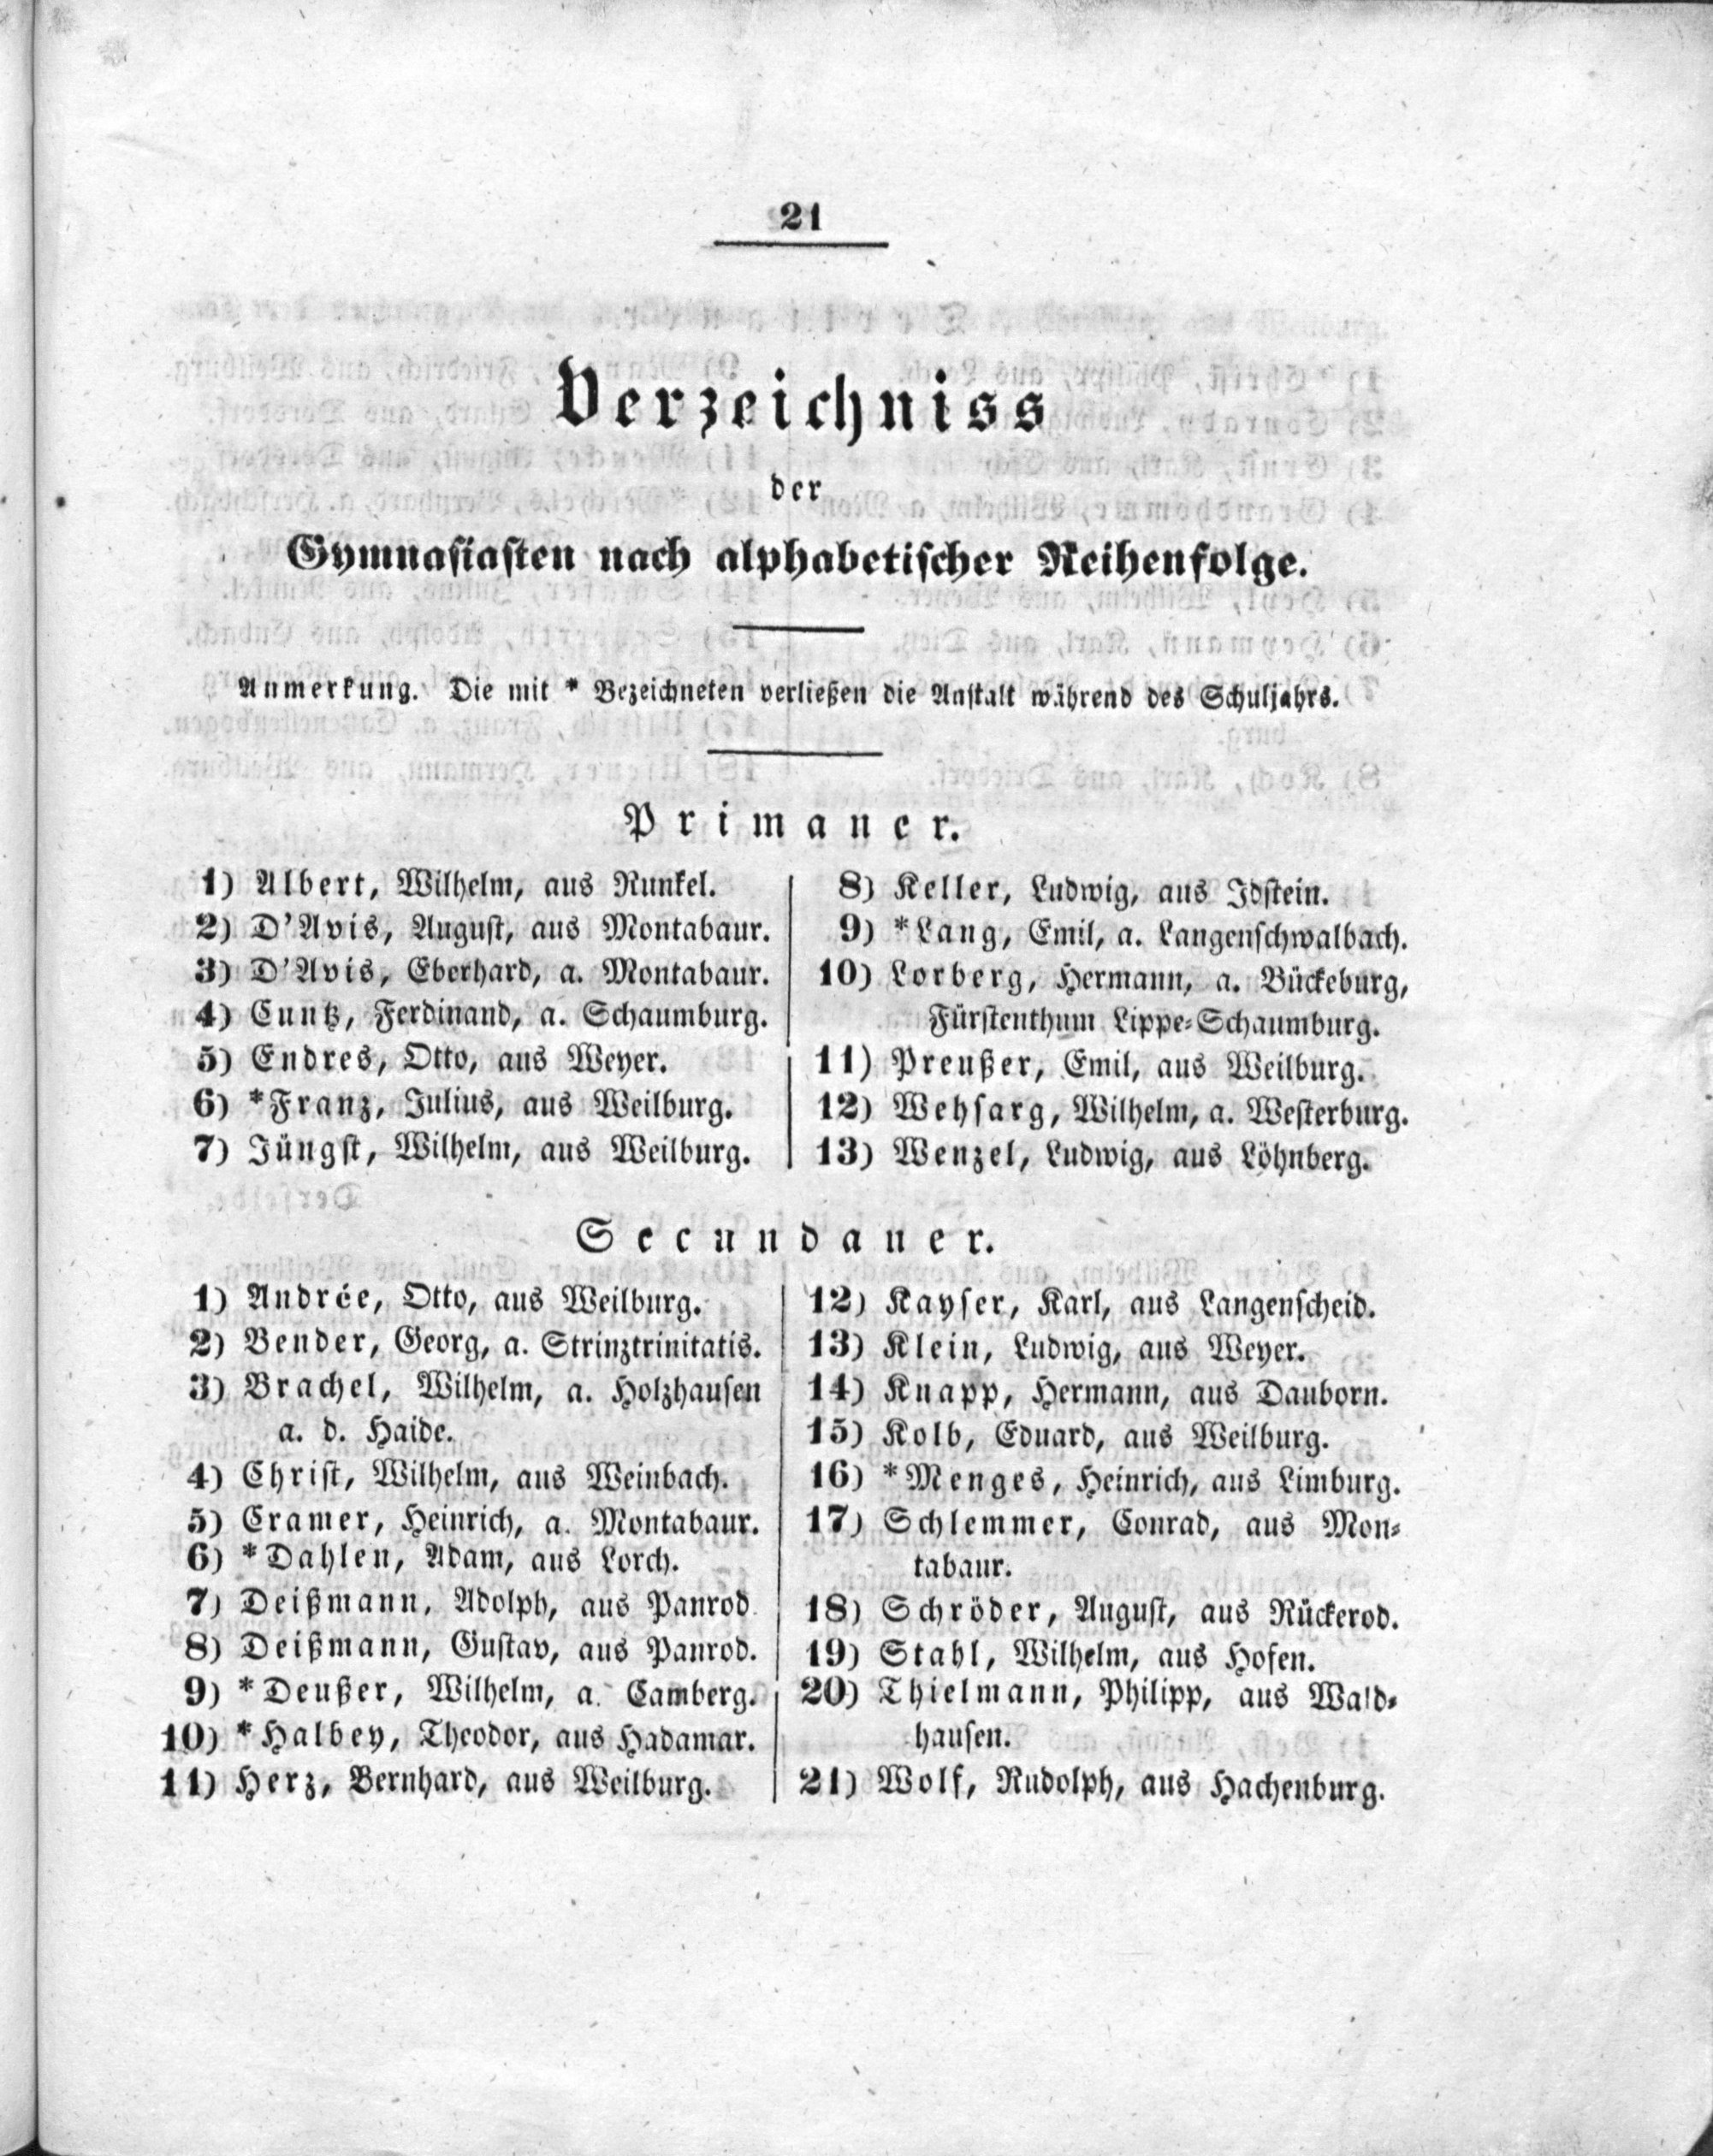 21
Verzeichniss
der
Gymnasiasten nach alphabetischer Reihenfolge.
Anmerkung. Die mit * Bezeichneten verließen die Anstalt während des Schuljahrs.
Primaner.
1) Albert, Wilhelm, aus Runkel.
2) D'Avis, August, aus Montabaur.
3) D'Avis, Eberhard, a. Montabaur.
4) Cuntz, Ferdinand, a. Schaumburg.
5) Endres, Otto, aus Weyer.
6) *Franz, Julius, aus Weilburg.
7) Jüngst, Wilhelm, aus Weilburg.
8) Keller, Ludwig, aus Idstein.
9) *Lang, Emil, a. Langenschwalbach.
10) Lorberg, Hermann, a. Bückeburg,
Fürstenthum Lippe-Schaumburg.
11) Preußer, Emil, aus Weilburg.
12) Wehsarg, Wilhelm, a. Westerburg.
13) Wenzel, Ludwig, aus Löhnberg.
Secundaner.
1) Andrée, Otto, aus Weilburg.
2) Bender, Georg, a. Strinztrinitatis.
3) Brachel, Wilhelm, a. Holzhausen
a. d. Haide.
4) Christ, Wilhelm, aus Weinbach.
5) Cramer, Heinrich, a. Montabaur.
6) *Dahlen, Adam, aus Lorch.
7) Deißmann, Adolph, aus Panrod
8) Deißmann, Gustav, aus Panrod.
9) *Deußer, Wilhelm, a. Camberg.
10) *Halbey, Theodor, aus Hadamar.
11) Herz, Bernhard, aus Weilburg.
12) Kayser, Karl, aus Langenscheid.
13) Klein, Ludwig, aus Weyer.
14) Knapp, Hermann, aus Dauborn.
15) Kolb, Eduard, aus Weilburg.
16) *Menges, Heinrich, aus Limburg.
17) Schlemmer, Conrad, aus Mon-
tabaur.
18) Schröder, August, aus Rückerod.
19) Stahl, Wilhelm, aus Hofen.
20) Thielmann, Philipp, aus Wald-
hausen.
21) Wolf, Rudolph, aus Hachenburg.